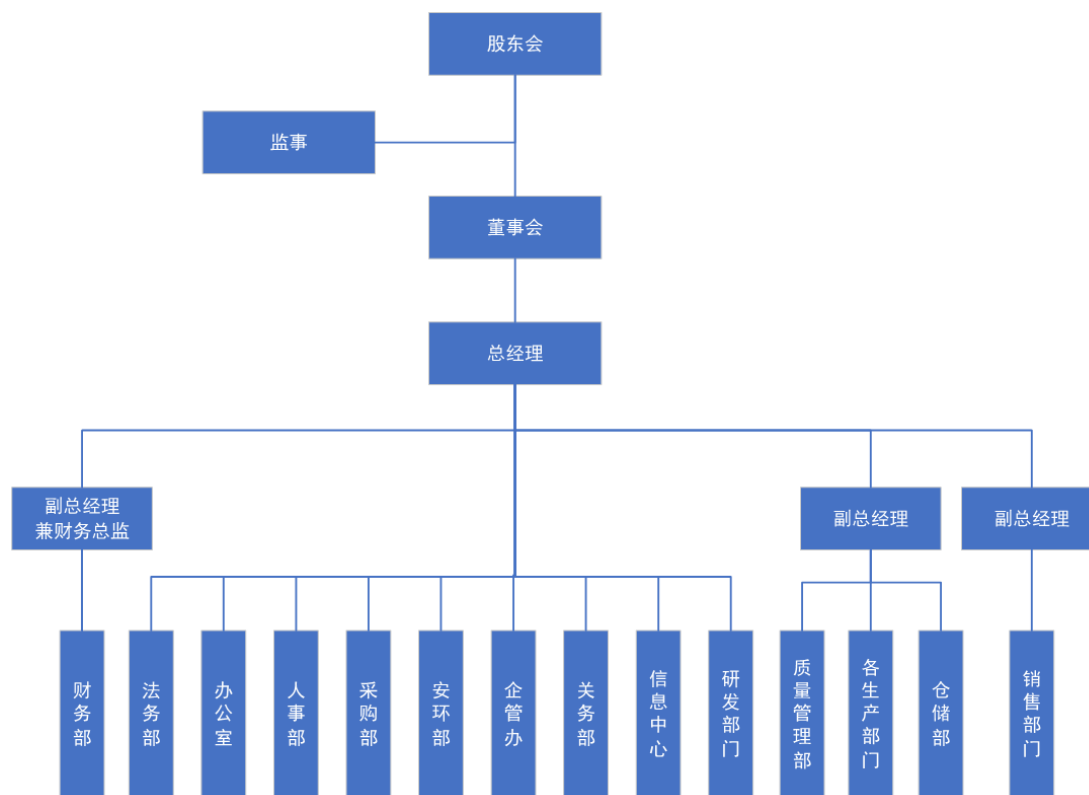 股东会
监事
董事会
总经理
副总经理
兼财务总监
副总经理
副总经理
财务部
法务部
办公室
人事部
采购部
安环部
企管办
关务部
信息中心
研发部门
质量管理部
各生产部门
仓储部
销售部门